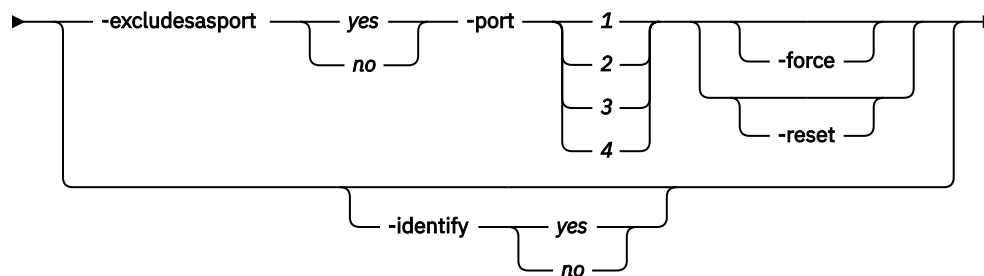 -excludesasport yes -port 1
no 2 -force
3
4 -reset
-identify yes
no